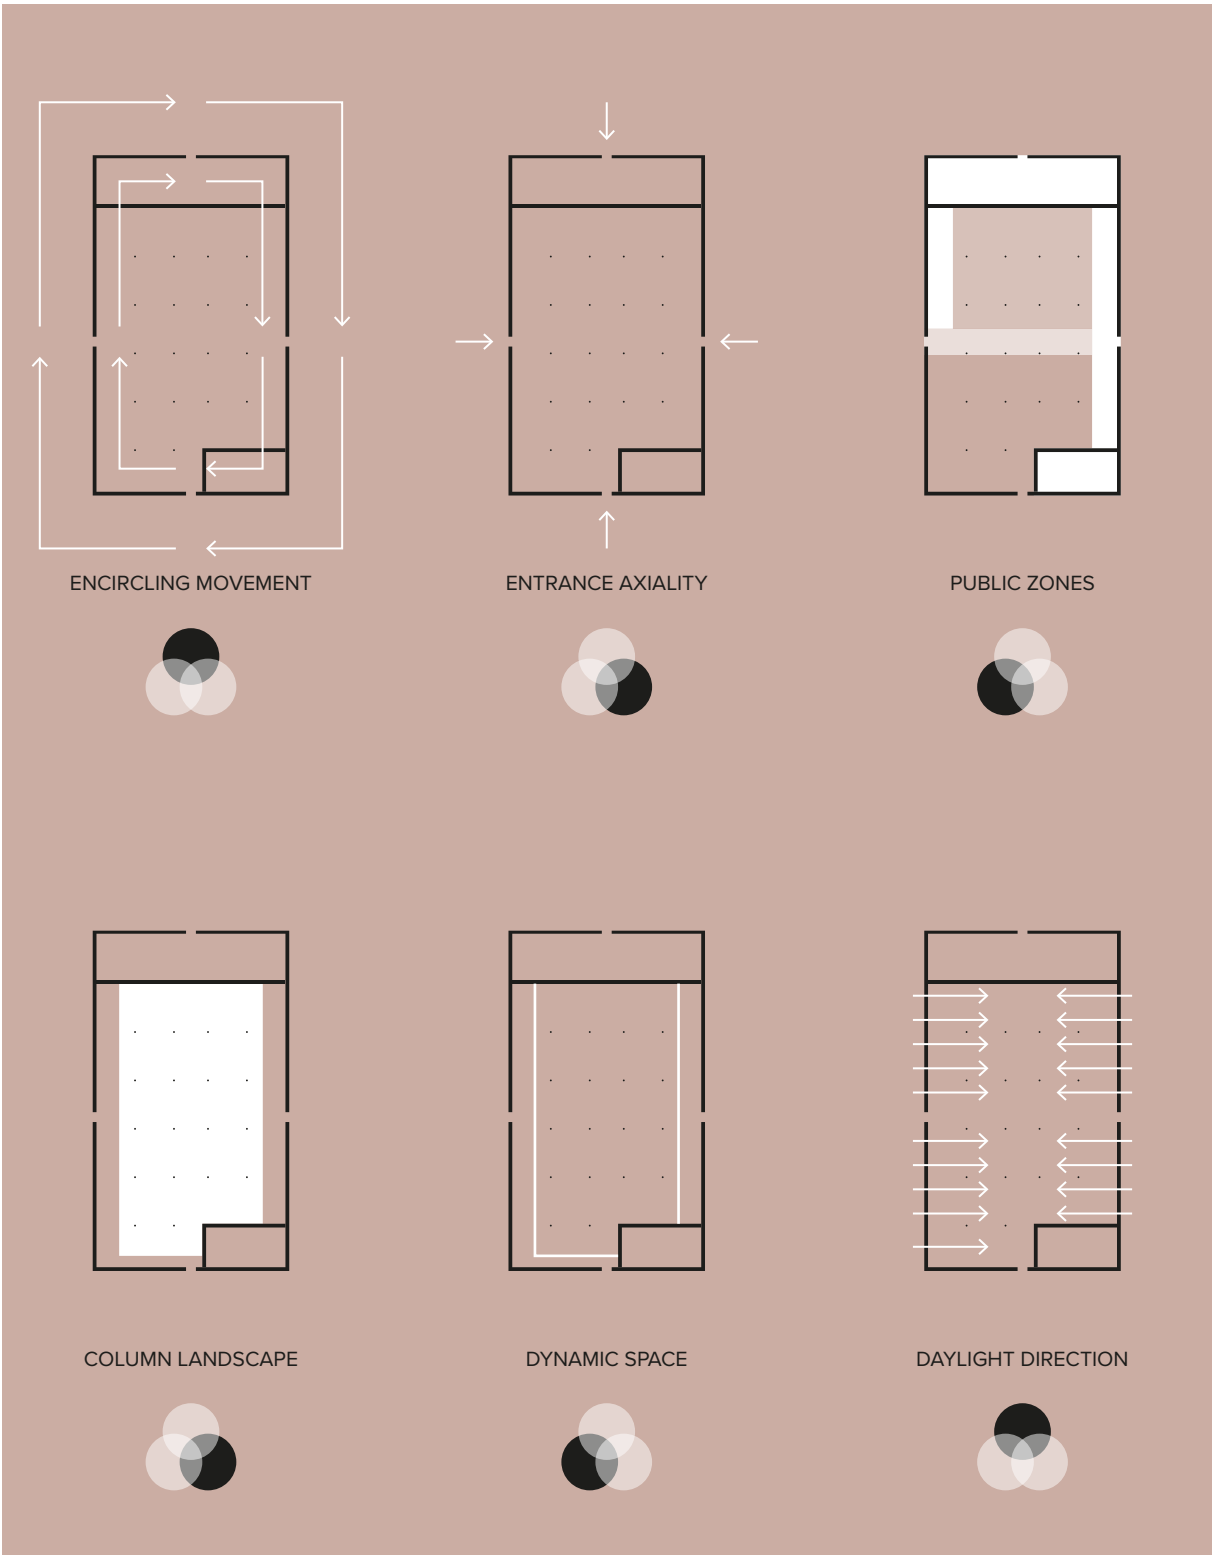 ENCIRCLING MOVEMENT
ENTRANCE AXIALITY
PUBLIC ZONES
COLUMN LANDSCAPE
DYNAMIC SPACE
DAYLIGHT DIRECTION